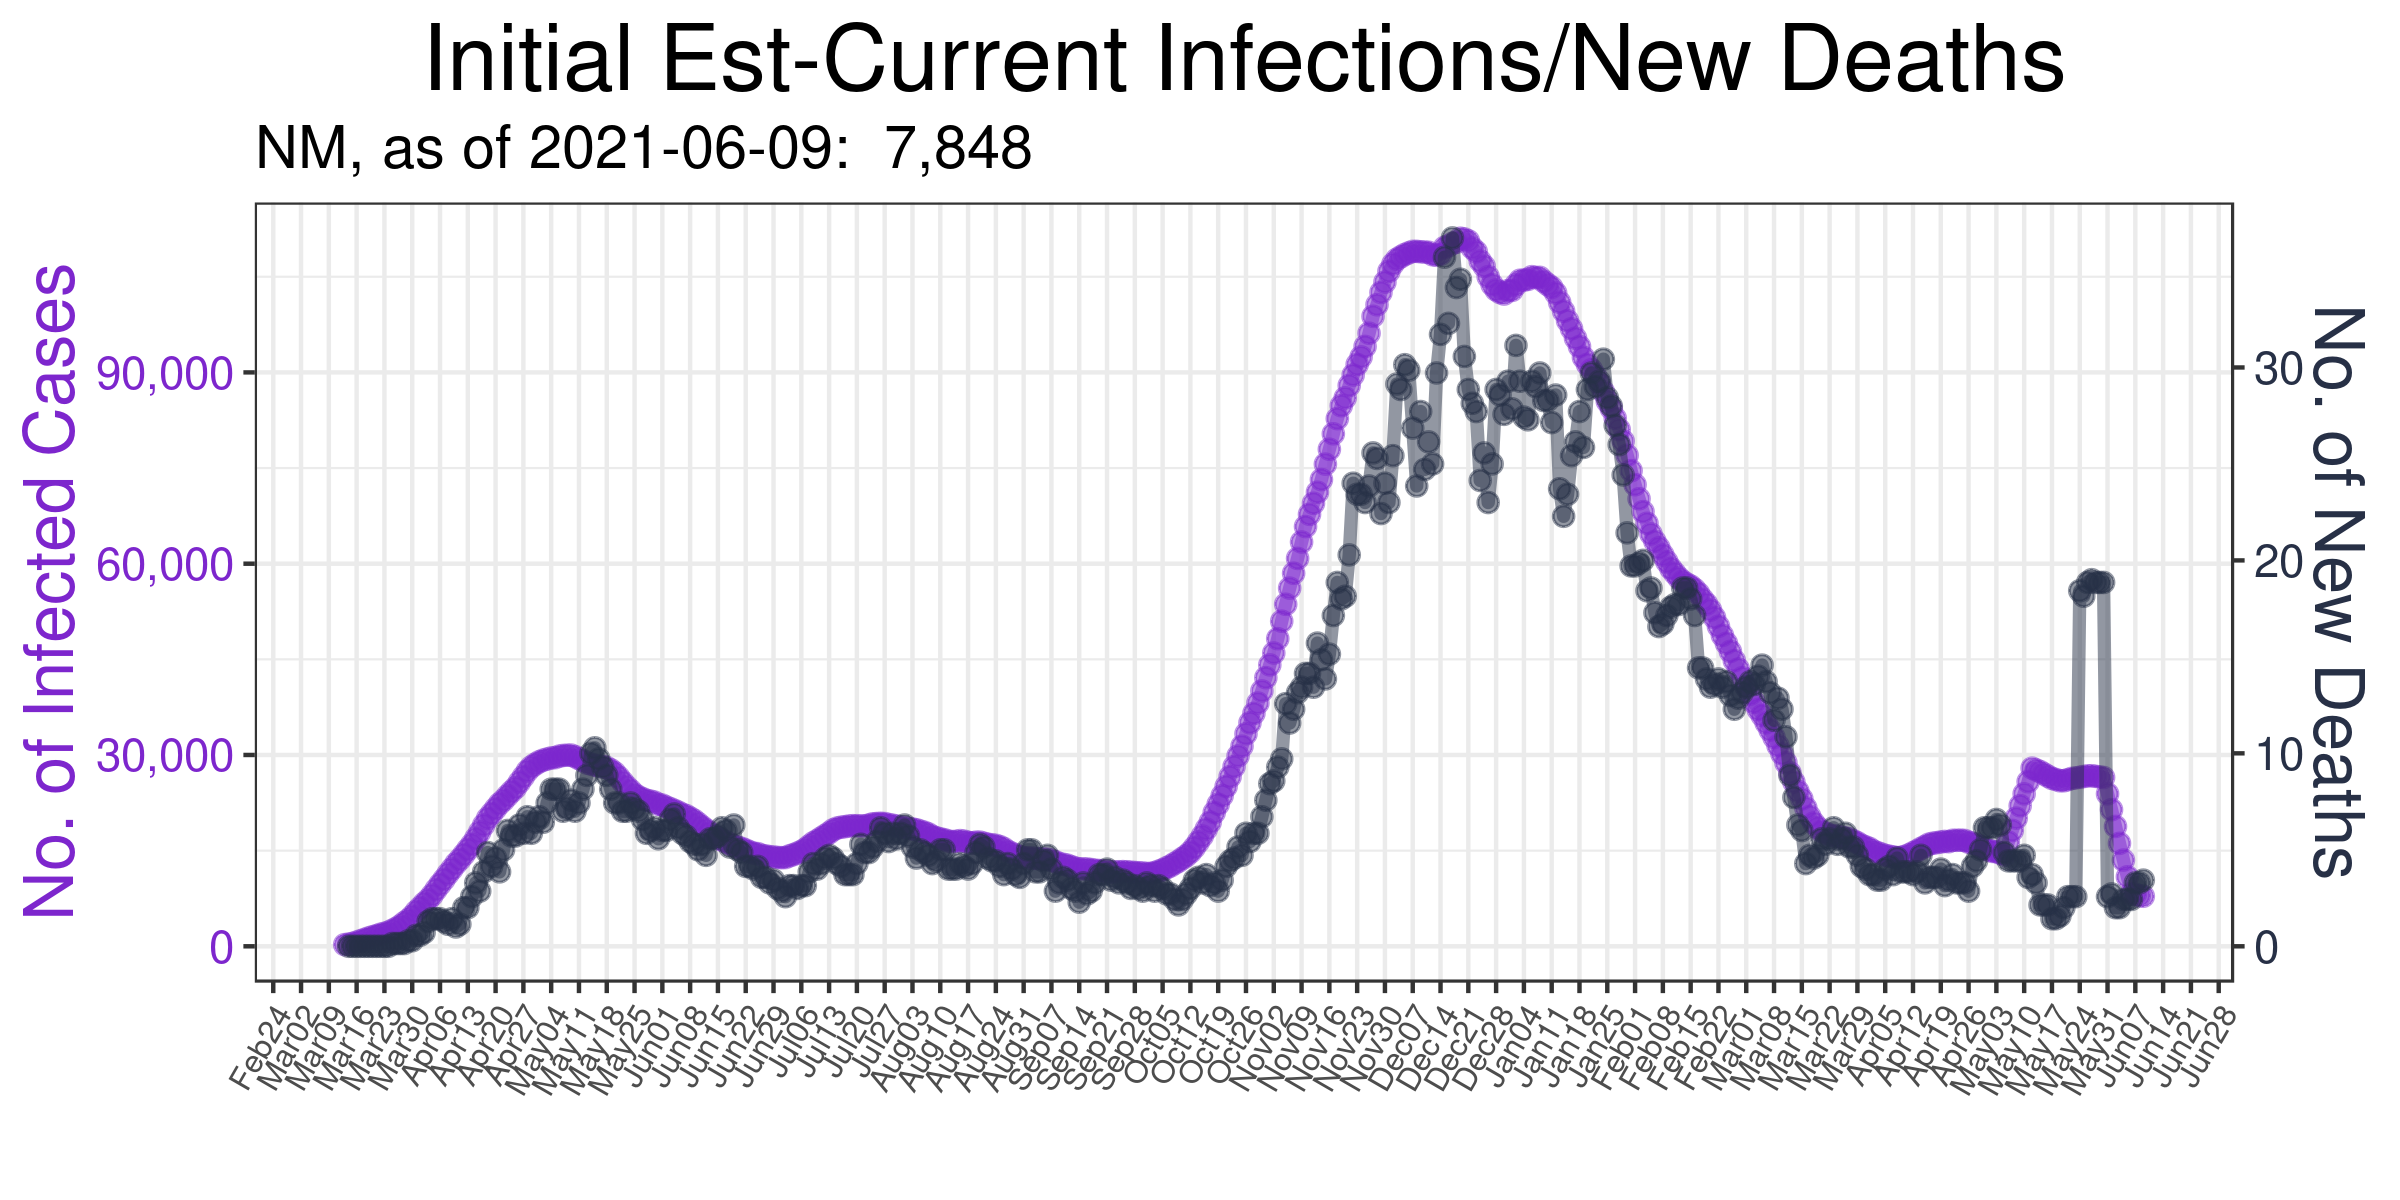 Initial Est-Current Infections/New Deaths
NM, as of 2021-06-09:  7,848
No. of Infected Cases
90,000
60,000
30,000
0
30
20
10
0
No. of New Deaths
Feb24
Mar02
Mar09
Mar16
Mar23
Mar30
Apr06
Apr13
Apr20
Apr27
May04
May11
May18
May25
Jun01
Jun08
Jun15
Jun22
Jun29
Jul06
Jul13
Jul20
Jul27
Aug03
Aug10
Aug17
Aug24
Aug31
Sep07
Sep14
Sep21
Sep28
Oct05
Oct12
Oct19
Oct26
Nov02
Nov09
Nov16
Nov23
Nov30
Dec07
Dec14
Dec21
Dec28
Jan04
Jan11
Jan18
Jan25
Feb01
Feb08
Feb15
Feb22
Mar01
Mar08
Mar15
Mar22
Mar29
Apr05
Apr12
Apr19
Apr26
May03
May10
May17
May24
May31
Jun07
Jun14
Jun21
Jun28